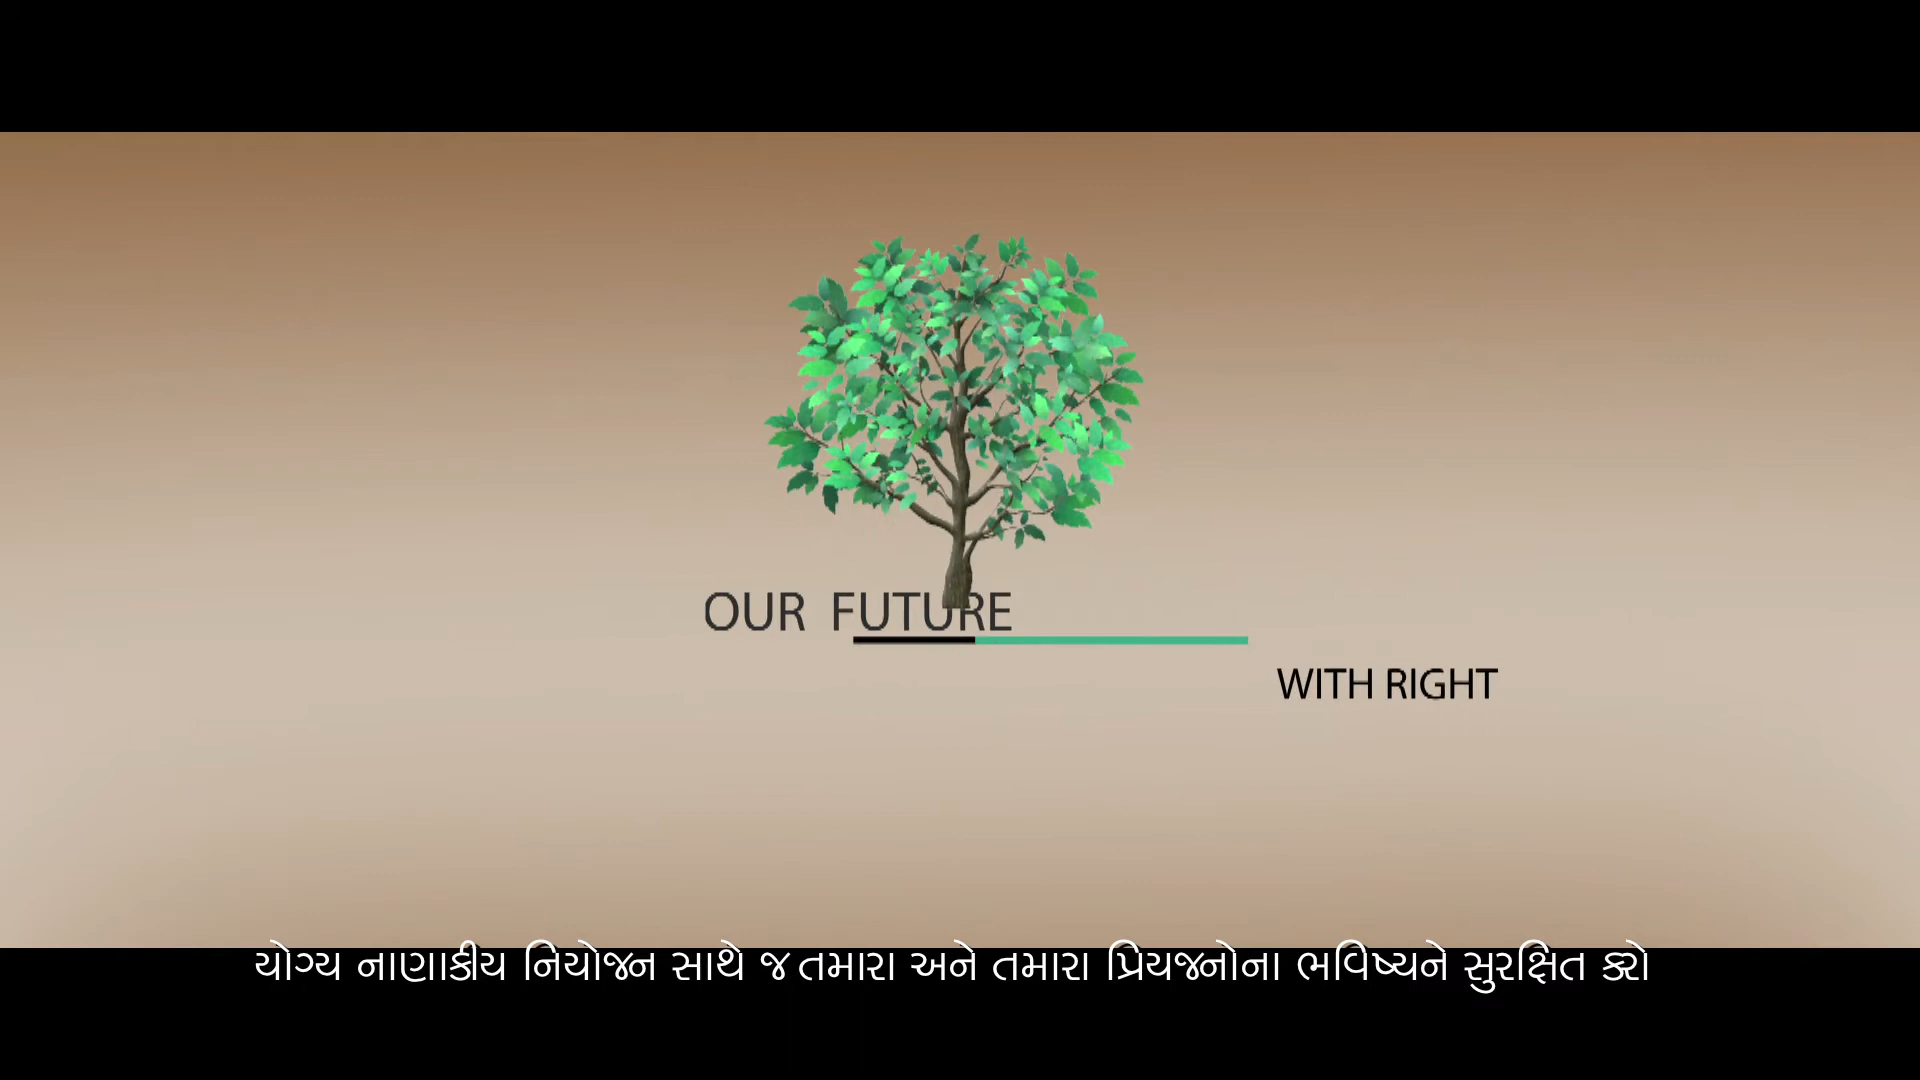 OUR FUTURE
WITH RIGHT
યોગ્ય નાણાકીય નિયોજન સાથે જ તમારા અને તમારા પ્રિયજનોના ભવિષ્યને સુરક્ષિત કરો